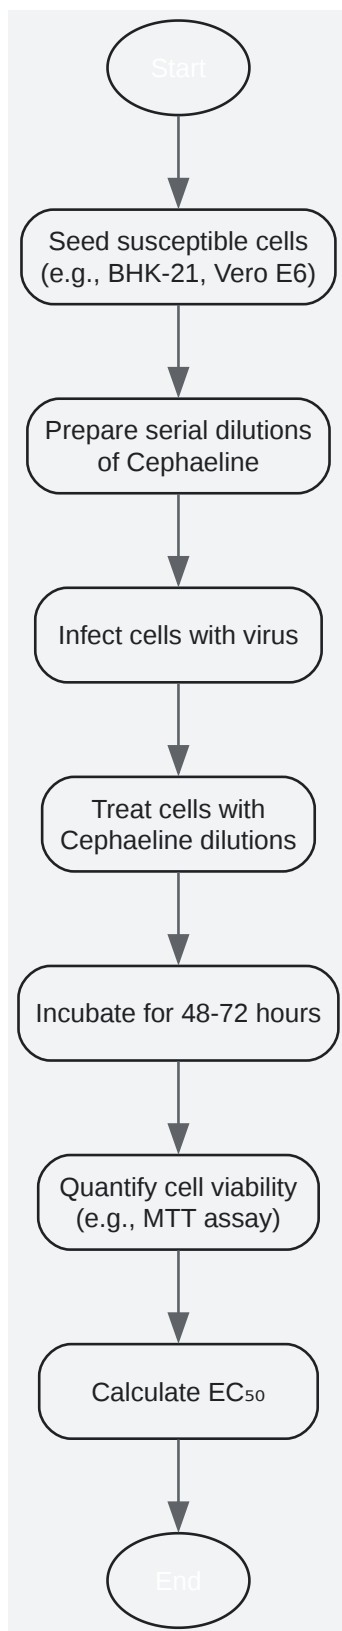 Start
Seed susceptible cells
(e.g., BHK-21, Vero E6)
Prepare serial dilutions
of Cephaeline
Infect cells with virus
Treat cells with
Cephaeline dilutions
Incubate for 48-72 hours
Quantify cell viability
(e.g., MTT assay)
Calculate EC₅₀
End